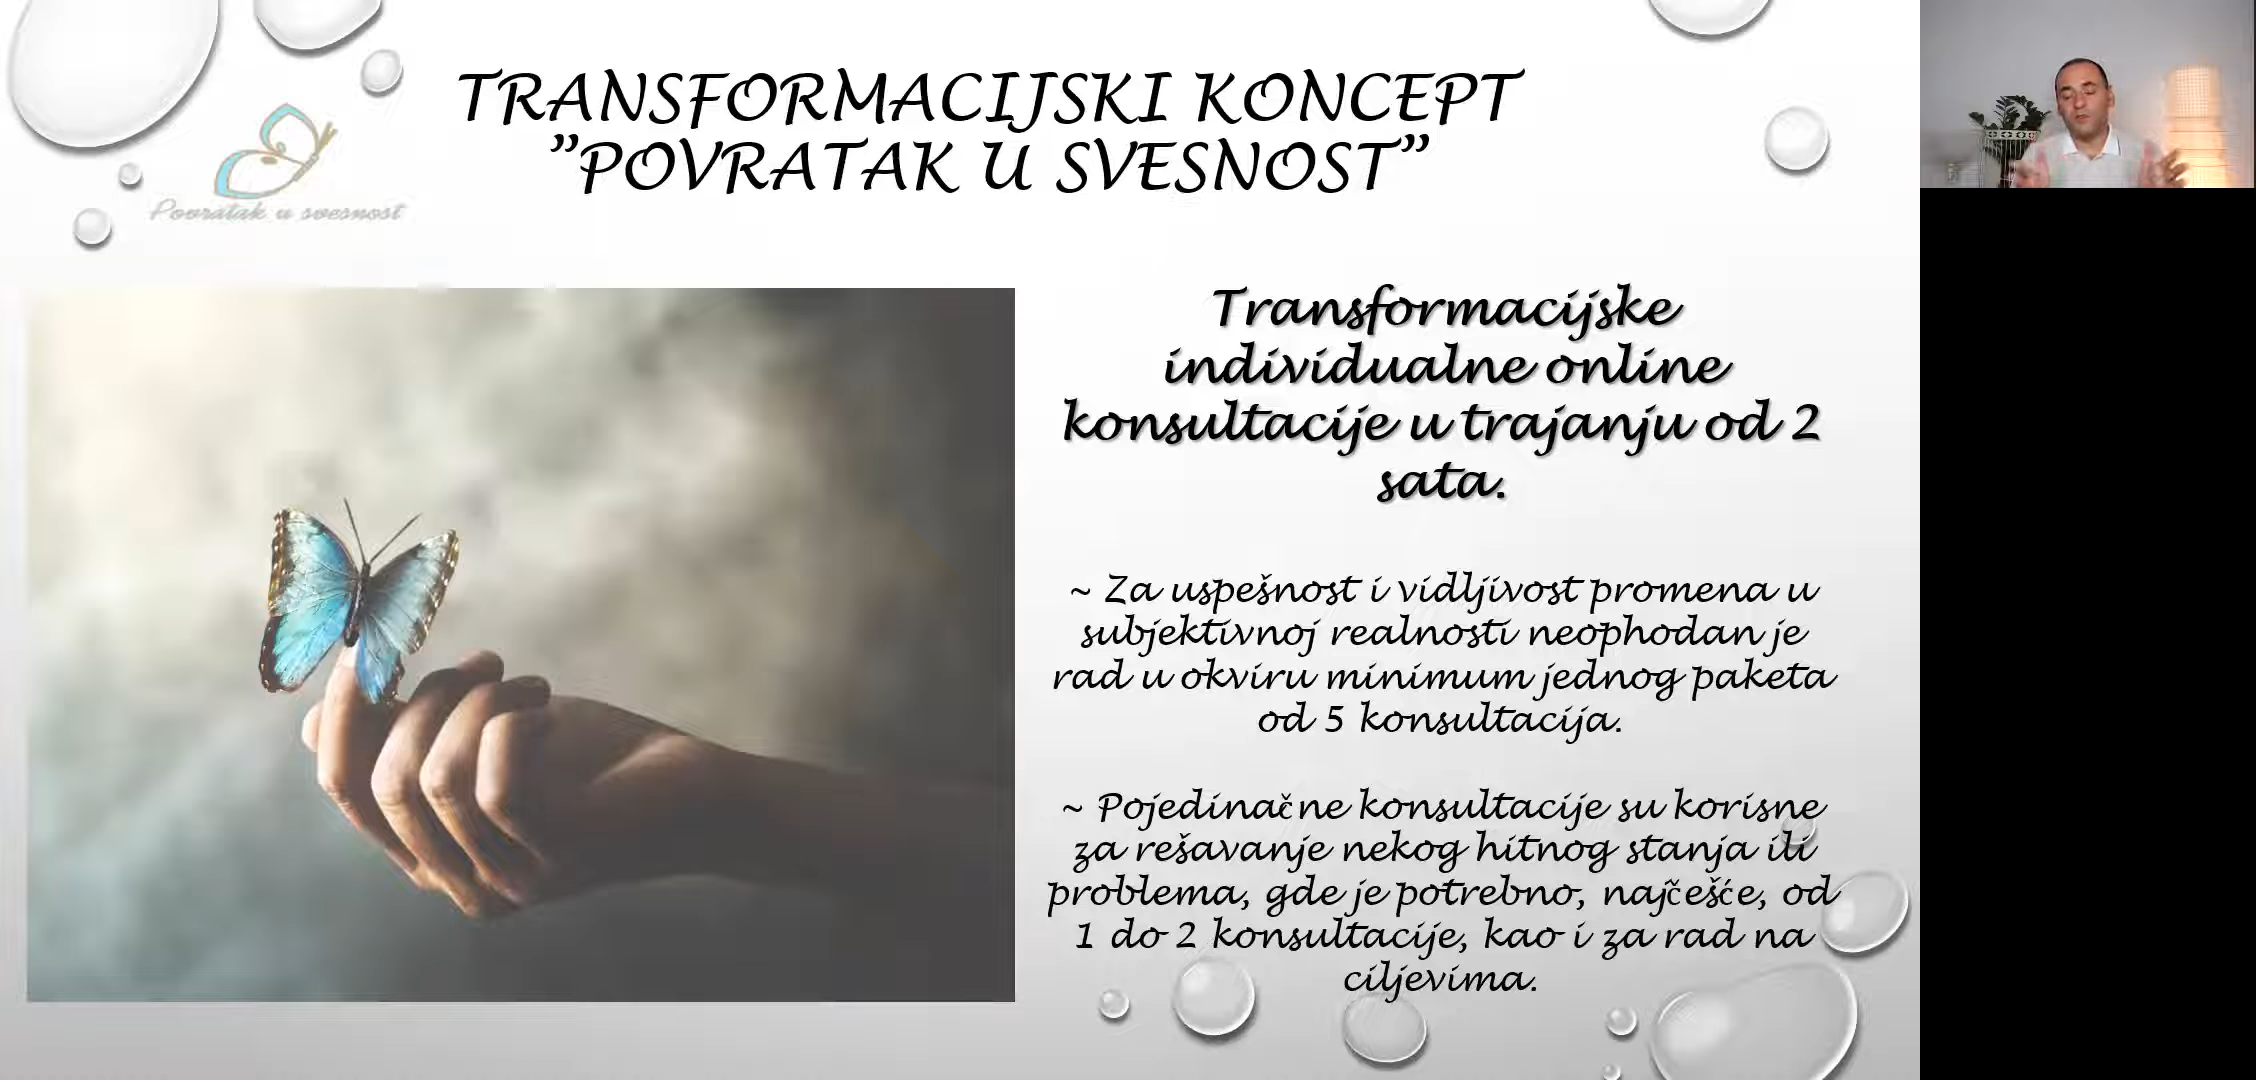 TRANSFORMACIJSKI KONCEPT
”POVRATAK U SVESNOST”
Povratak u svesnost
Transformacijske
individualne online
konsultacije u trajanju od 2
sata.
~ Za uspešnost i vidljivost promena u
subjektivnoj realnosti neophodan je
rad u okviru minimum jednog paketa
od 5 konsultacija.
~ Pojedinačne konsultacije su korisne
za rešavanje nekog hitnog stanja ili
problema, gde je potrebno, najčešće, od
1 do 2 konsultacije, kao i za rad na
ciljevima.